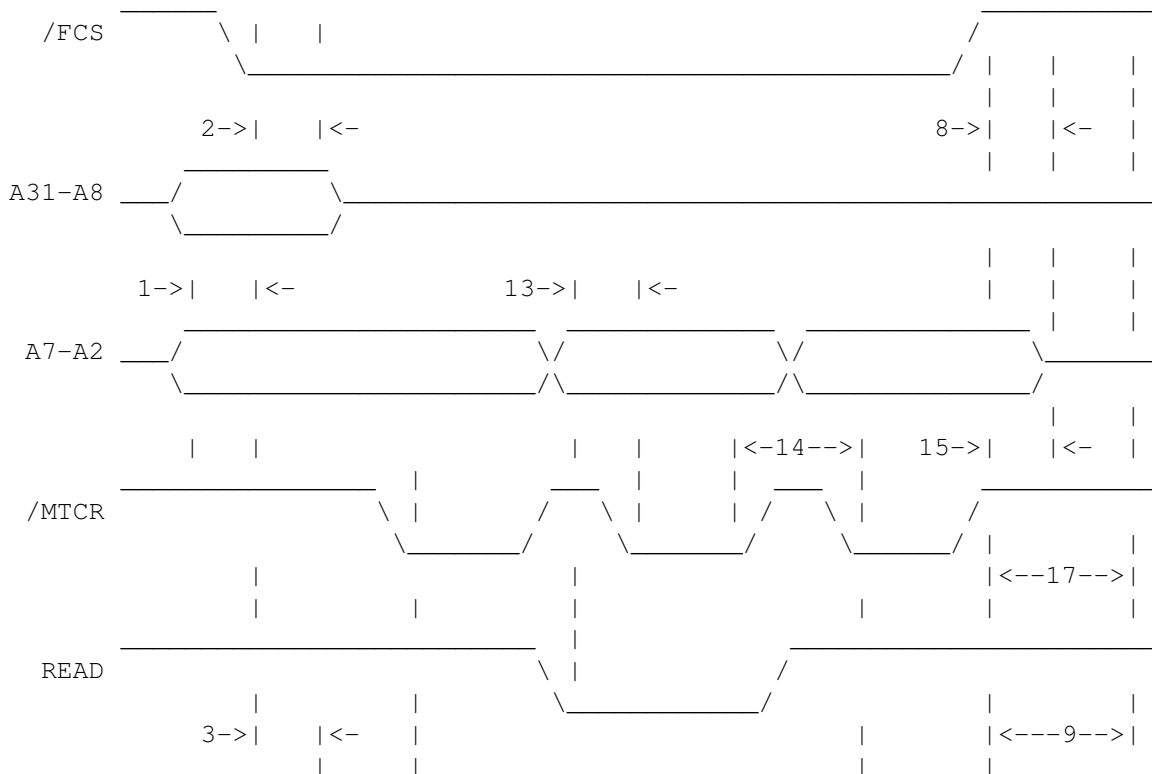 /FCS
2->| |<- 8->| |<-
A31-A8
1->| |<- 13->| |<-
A7-A2
|<-14-->| 15->| |<-
/MTCR
|<--17-->|
READ
3->| |<- |<---9-->|